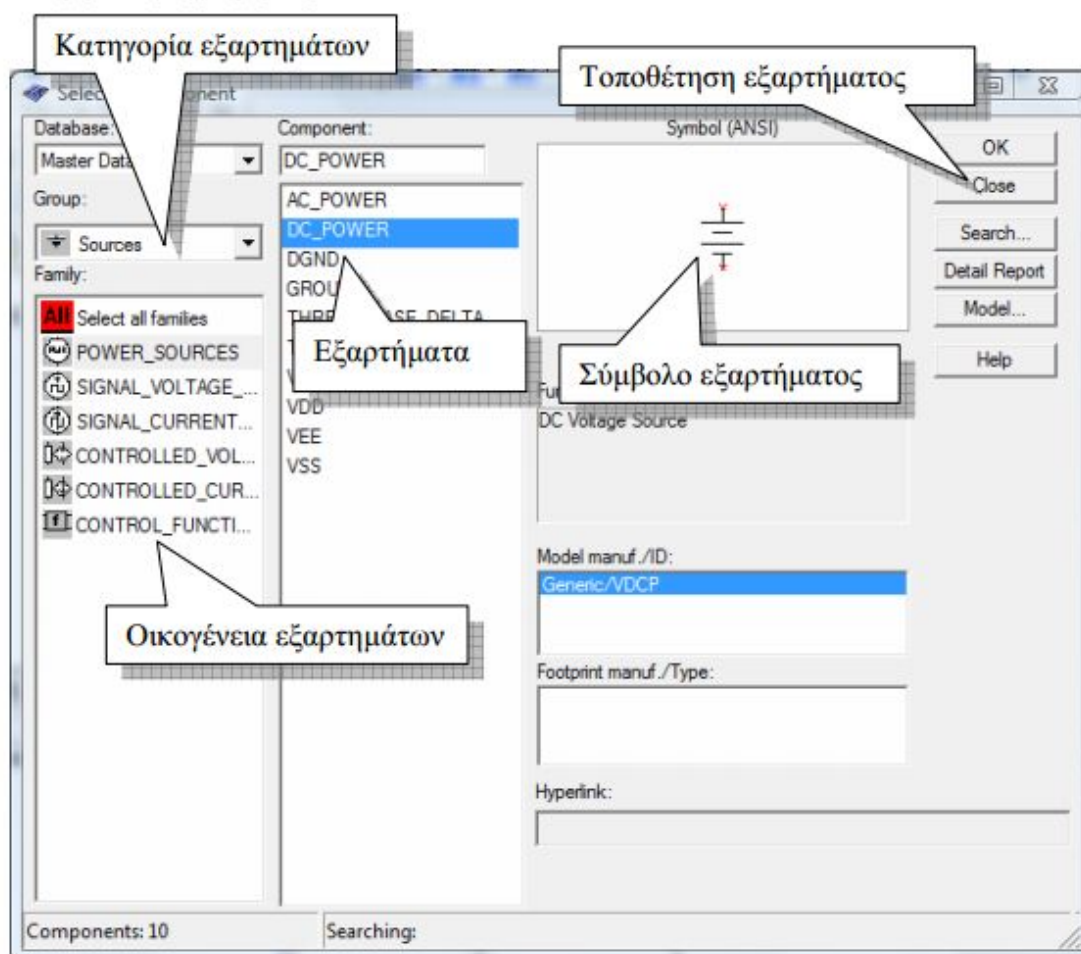 Κατηγορία εξαρτημάτων
Τοποθέτηση εξαρτήματος
Database:
Component:
Symbol (ANSI)
Master
DC_POWER
OK
Close
Group:
Sources
Search...
Detail Report
Model...
Help
Family:
All Select all families
POWER_SOURCES
SIGNAL_VOLTAGE_...
SIGNAL_CURRENT...
CONTROLLED_VOL...
CONTROLLED_CUR...
CONTROL_FUNCTI...
AC_POWER
DC_POWER
DGND
VDD
VEE
VSS
Εξαρτήματα
Σύμβολο εξαρτήματος
DC Voltage Source
Οικογένεια εξαρτημάτων
Model manuf./ID:
Generic/VDCP
Footprint manuf./Type:
Hyperlink:
Components: 10
Searching: